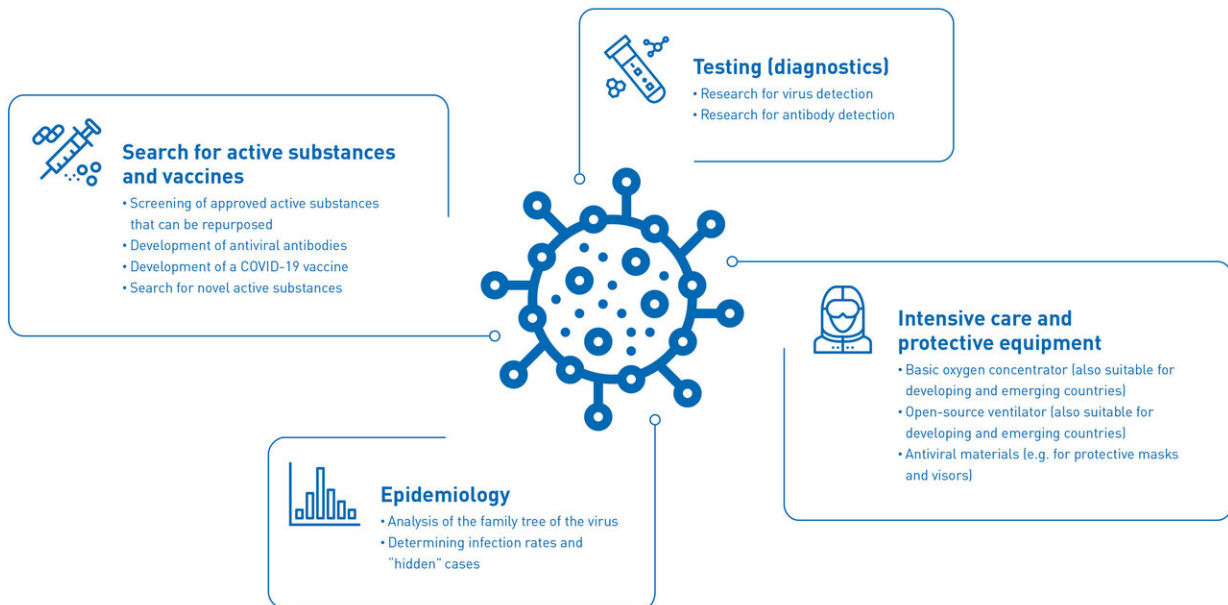 Testing (diagnostics)
• Research for virus detection
• Research for antibody detection
Search for active substances
and vaccines
• Screening of approved active substances
that can be repurposed
• Development of antiviral antibodies
• Development of a COVID-19 vaccine
• Search for novel active substances
Intensive care and
protective equipment
• Basic oxygen concentrator (also suitable for
developing and emerging countries)
• Open-source ventilator (also suitable for
developing and emerging countries)
• Antiviral materials (e.g. for protective masks
and visors)
Epidemiology
• Analysis of the family tree of the virus
• Determining infection rates and
"hidden" cases